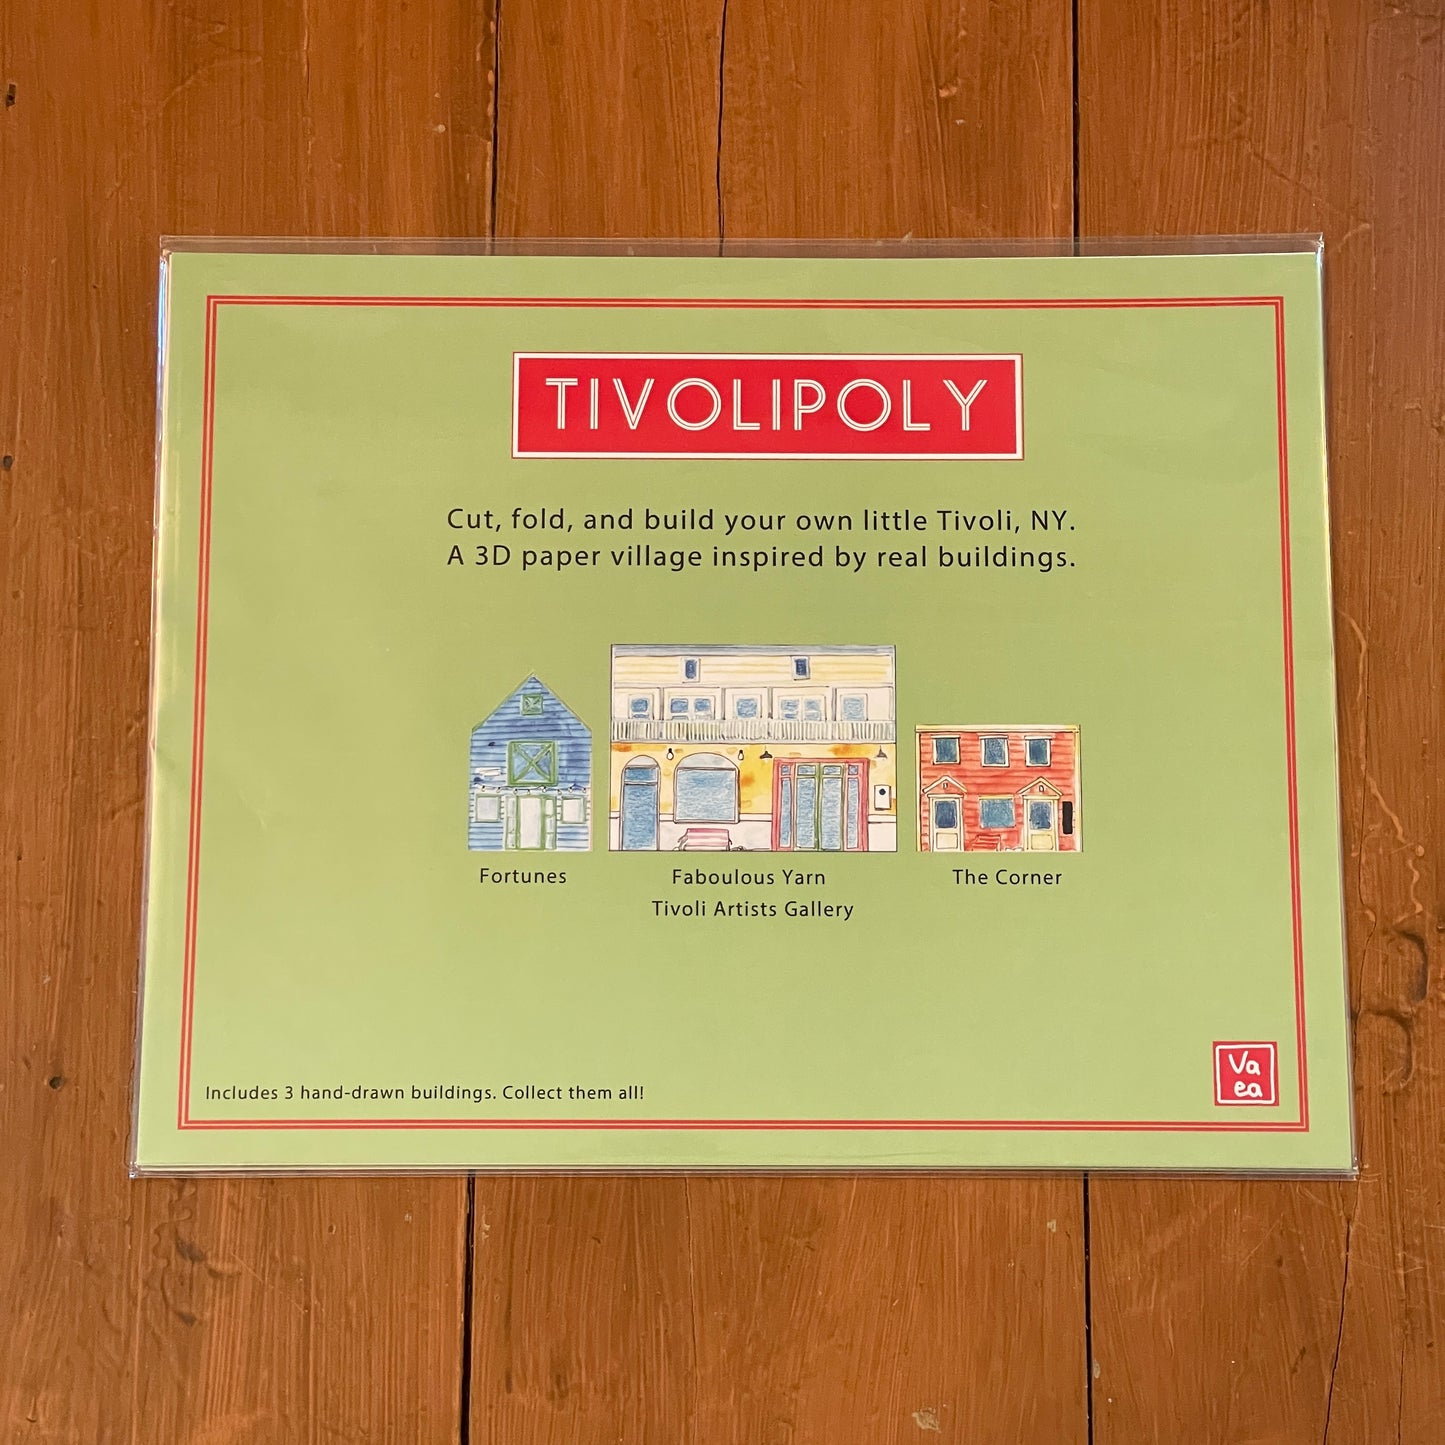 TIVOLIPOLY
Cut, fold, and build your own little Tivoli, NY.
A 3D paper village inspired by real buildings.
Fortunes
Faboulous Yarn
Tivoli Artists Gallery
The Corner
Includes 3 hand-drawn buildings. Collect them all!
Va
ea